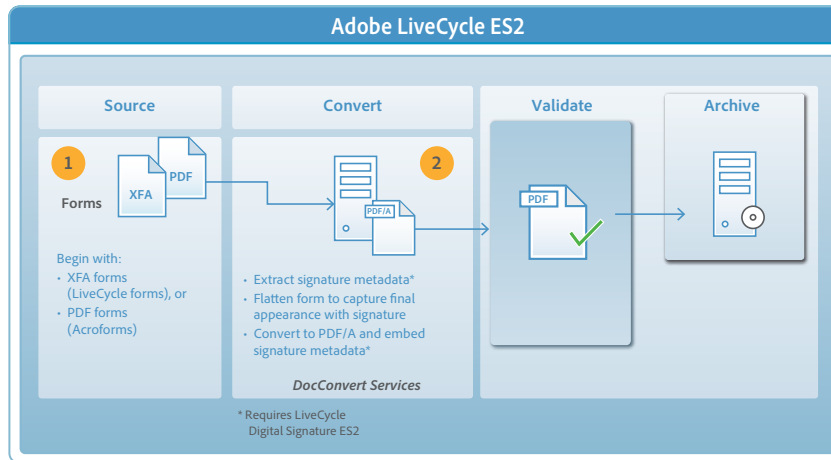 Adobe LiveCycle ES2
Source
Convert
Validate
Archive
1
Forms
XFA
PDF
Begin with:
• XFA forms
(LiveCycle forms), or
• PDF forms
(Acroforms)
2
PDF/A
• Extract signature metadata*
• Flatten form to capture final
appearance with signature
• Convert to PDF/A and embed
signature metadata*
DocConvert Services
* Requires LiveCycle
Digital Signature ES2
PDF